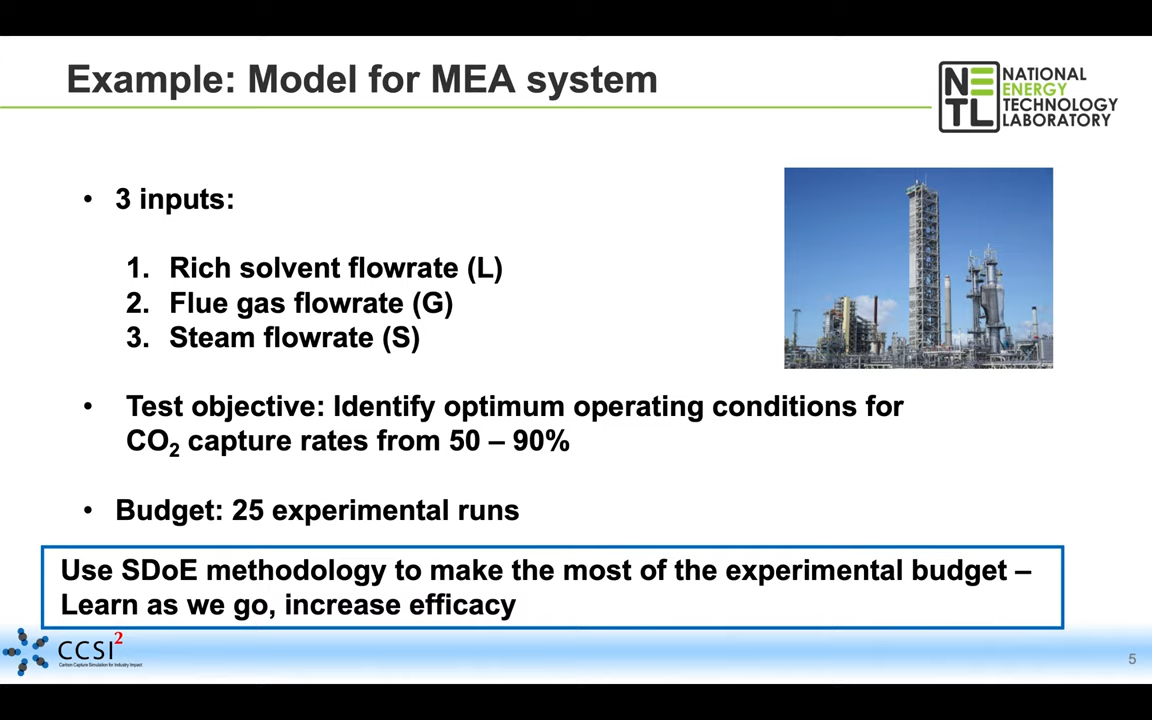 Example: Model for MEA system
NATIONAL
ENERGY
TECHNOLOGY
LABORATORY
NE
TL
• 3 inputs:
1. Rich solvent flowrate (L)
2. Flue gas flowrate (G)
3. Steam flowrate (S)
• Test objective: Identify optimum operating conditions for
CO₂ capture rates from 50 – 90%
• Budget: 25 experimental runs
Use SDoE methodology to make the most of the experimental budget –
Learn as we go, increase efficacy
CCSI²
Carbon Capture Simulation for Industry Impact
5